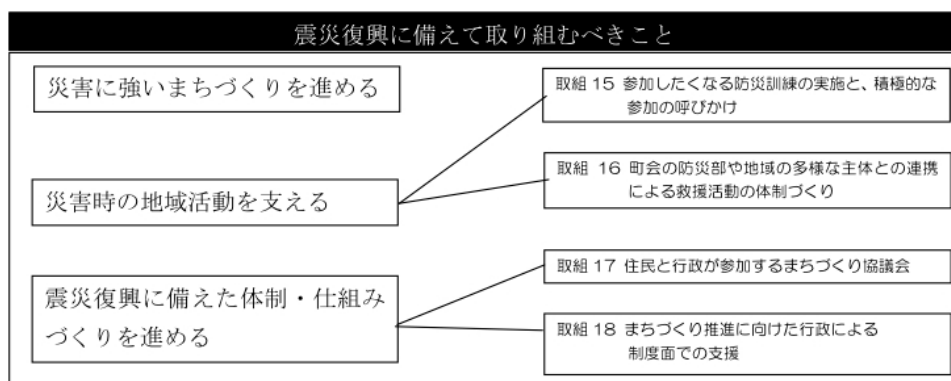 震災復興に備えて取り組むべきこと
災害に強いまちづくりを進める
取組 15 参加したくなる防災訓練の実施と、積極的な
参加の呼びかけ
災害時の地域活動を支える
取組 16 町会の防災部や地域の多様な主体との連携
による救援活動の体制づくり
震災復興に備えた体制・仕組み
づくりを進める
取組 17 住民と行政が参加するまちづくり協議会
取組 18 まちづくり推進に向けた行政による
制度面での支援